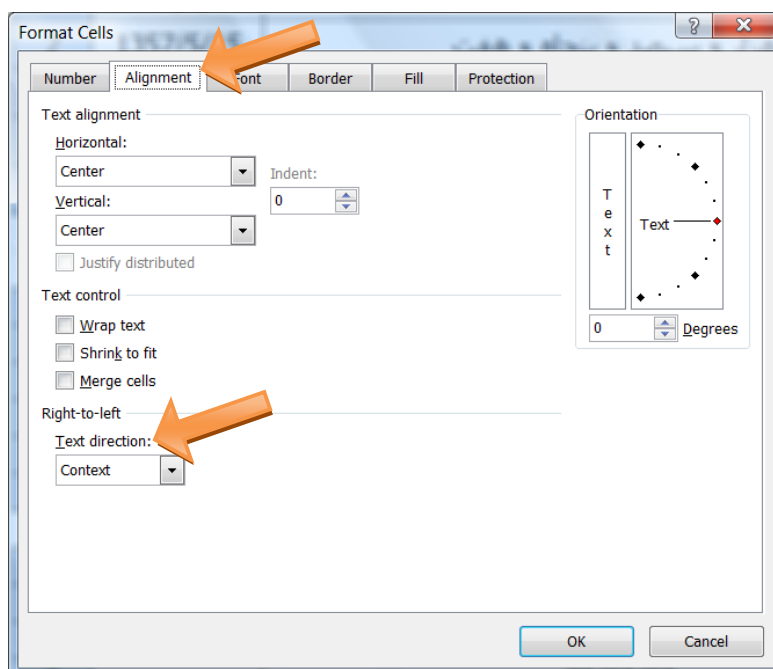 Format Cells
Number Alignment Font Border Fill Protection
Text alignment
Horizontal:
Center
Indent:
Vertical:
0
Center
Justify distributed
Text control
Wrap text
Shrink to fit
Merge cells
Right-to-left
Text direction:
Context
Orientation
Text
Text
0 Degrees
OK Cancel